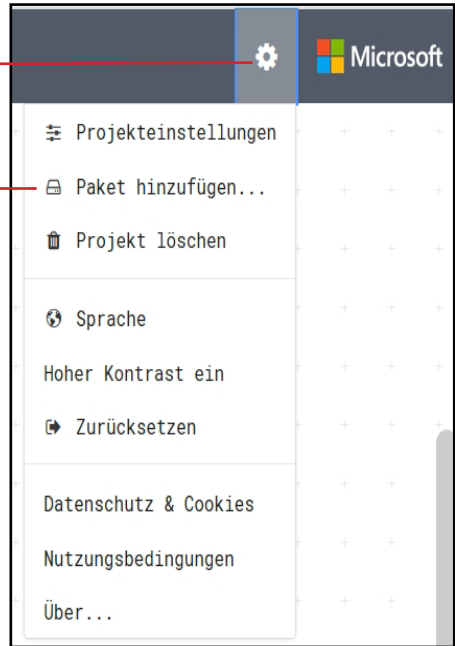 Microsoft
Projekteinstellungen
Paket hinzufügen...
Projekt löschen
Sprache
Hoher Kontrast ein
Zurücksetzen
Datenschutz & Cookies
Nutzungsbedingungen
Über...